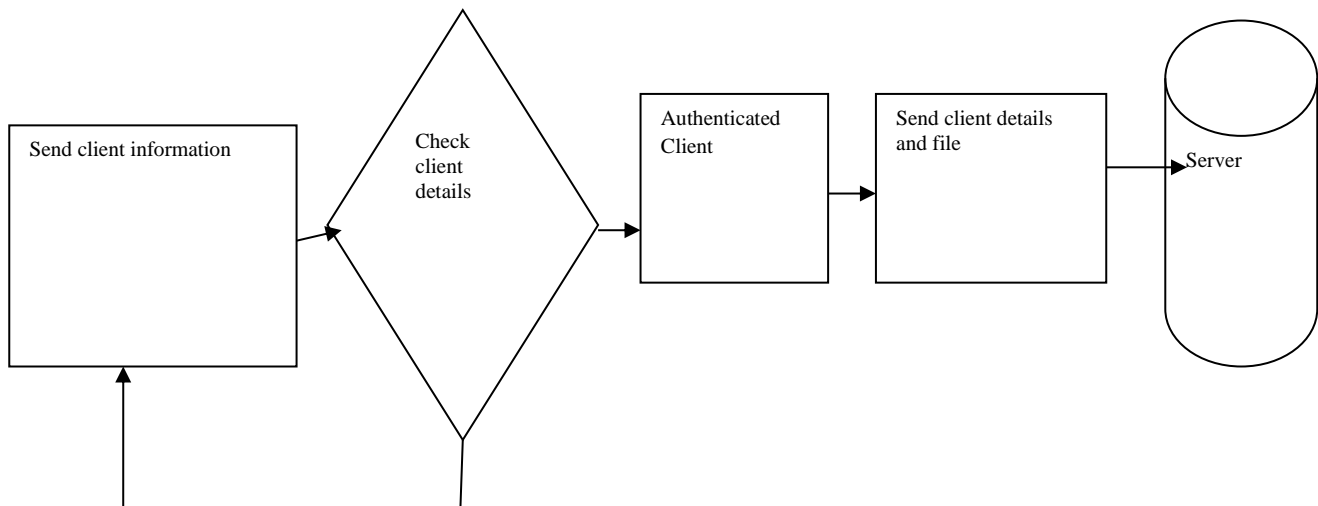 Send client information
Check
client
details
Authenticated
Client
Send client details
and file
Server